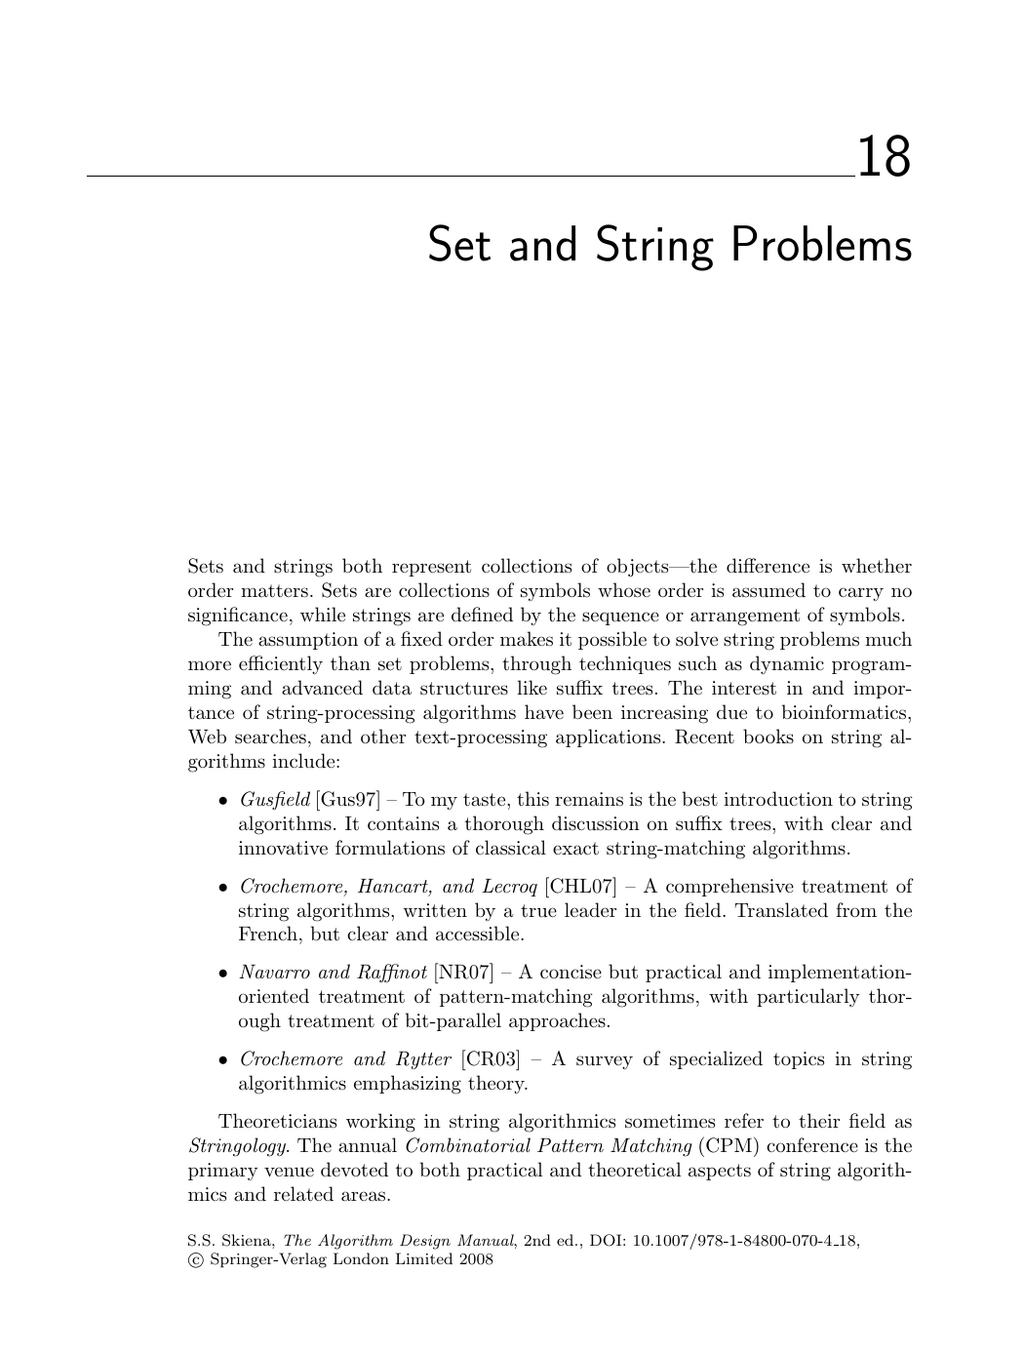 18
Set and String Problems
Sets and strings both represent collections of objects—the difference is whether
order matters. Sets are collections of symbols whose order is assumed to carry no
significance, while strings are defined by the sequence or arrangement of symbols.
The assumption of a fixed order makes it possible to solve string problems much
more efficiently than set problems, through techniques such as dynamic program-
ming and advanced data structures like suffix trees. The interest in and impor-
tance of string-processing algorithms have been increasing due to bioinformatics,
Web searches, and other text-processing applications. Recent books on string al-
gorithms include:
• Gusfield [Gus97] – To my taste, this remains is the best introduction to string
algorithms. It contains a thorough discussion on suffix trees, with clear and
innovative formulations of classical exact string-matching algorithms.
• Crochemore, Hancart, and Lecroq [CHL07] – A comprehensive treatment of
string algorithms, written by a true leader in the field. Translated from the
French, but clear and accessible.
• Navarro and Raffinot [NR07] – A concise but practical and implementation-
oriented treatment of pattern-matching algorithms, with particularly thor-
ough treatment of bit-parallel approaches.
• Crochemore and Rytter [CR03] – A survey of specialized topics in string
algorithmics emphasizing theory.
Theoreticians working in string algorithmics sometimes refer to their field as
Stringology. The annual Combinatorial Pattern Matching (CPM) conference is the
primary venue devoted to both practical and theoretical aspects of string algorith-
mics and related areas.
S.S. Skiena, The Algorithm Design Manual, 2nd ed., DOI: 10.1007/978-1-84800-070-4_18,
© Springer-Verlag London Limited 2008